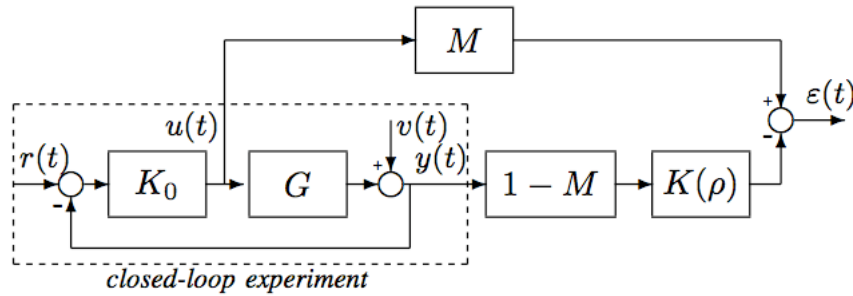 M
ε(t)
+
-
u(t)
v(t)
r(t)
+
y(t)
K₀
G
1 − M
K(ρ)
-
closed-loop experiment